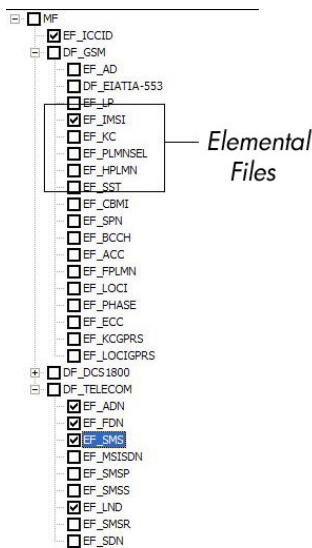 MF
EF_ICCID
DF_GSM
EF_AD
DF_EIATIA-553
EF_LP
EF_IMSI
EF_KC
EF_PLMNSEL
EF_HPLMN
EF_SST
EF_CBMI
EF_SPN
EF_BCCH
EF_ACC
EF_FPLMN
EF_LOCI
EF_PHASE
EF_ECC
EF_KCGPRS
EF_LOCIGPRS
DF_DCS1800
DF_TELECOM
EF_ADN
EF_FDN
EF_SMS
EF_MSISDN
EF_SMSP
EF_SMSS
EF_LND
EF_SMSR
EF_SDN
Elemental
Files